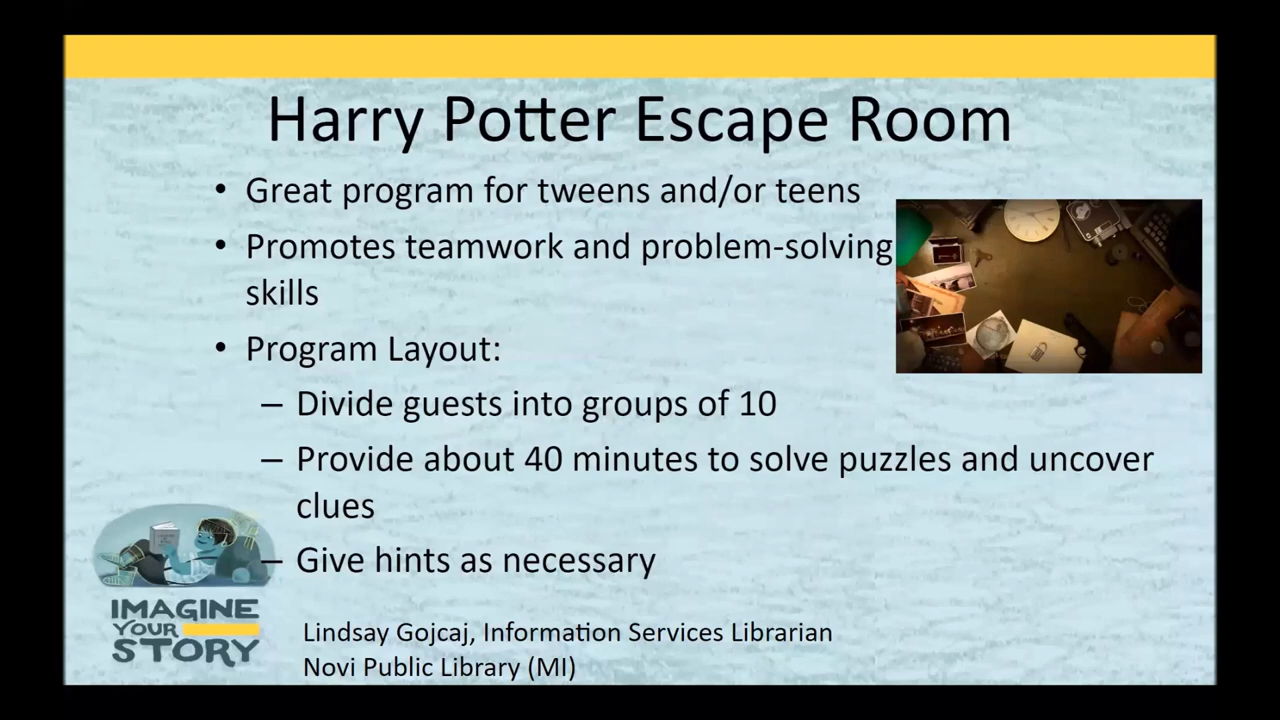 Harry Potter Escape Room
• Great program for tweens and/or teens
• Promotes teamwork and problem-solving
skills
• Program Layout:
– Divide guests into groups of 10
– Provide about 40 minutes to solve puzzles and uncover
clues
– Give hints as necessary
IMAGINE
YOUR
STORY
Lindsay Gojcaj, Information Services Librarian
Novi Public Library (MI)